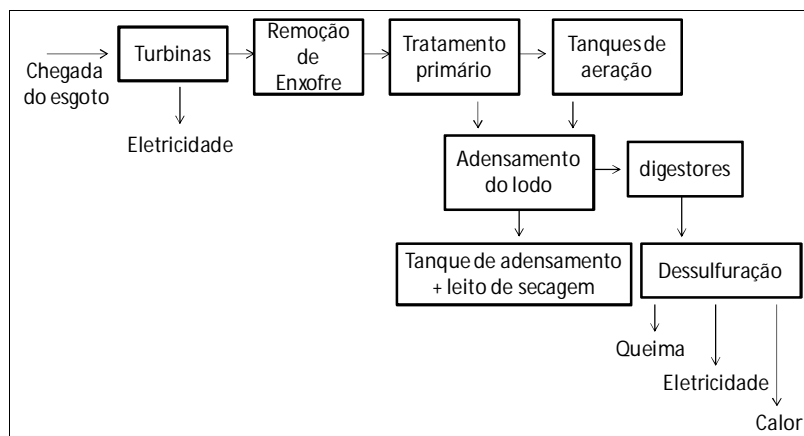 Chegada
do esgoto
Turbinas
Eletricidade
Remoção
de
Enxofre
Tratamento
primário
Tanques de
aeração
Adensamento
do lodo
digestores
Tanque de adensamento
+ leito de secagem
Dessulfuração
Queima
Eletricidade
Calor